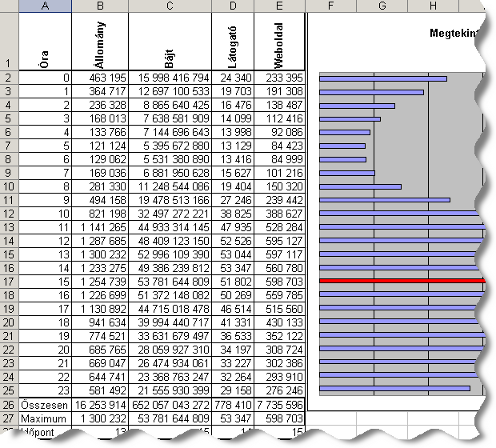 A B C D E F G H
1 Óra Állomány Bájt Látogató Weboldal Megtekint
2 0 463 195 15 998 416 794 24 340 233 395
3 1 364 717 12 697 100 533 19 703 191 308
4 2 236 328 8 865 640 425 16 476 138 487
5 3 168 013 7 638 581 909 14 099 112 416
6 4 133 766 7 144 696 643 13 998 92 086
7 5 121 124 5 395 672 880 13 129 84 423
8 6 129 062 5 531 380 890 13 416 84 999
9 7 169 036 6 881 950 628 15 627 101 216
10 8 281 330 11 248 544 086 19 404 150 320
11 9 494 158 19 478 513 166 27 246 239 442
12 10 821 198 32 497 272 221 38 825 388 627
13 11 1 141 265 44 933 314 145 47 935 528 284
14 12 1 287 685 48 409 123 150 52 526 595 127
15 13 1 300 232 52 996 109 390 53 044 597 117
16 14 1 233 275 49 386 239 812 53 347 560 780
17 15 1 254 739 53 781 644 809 51 802 598 703
18 16 1 226 699 51 372 148 082 50 269 559 785
19 17 1 130 892 44 715 018 478 46 514 515 560
20 18 941 634 39 994 440 717 41 331 430 133
21 19 774 521 33 631 679 497 36 533 352 122
22 20 685 765 28 059 927 310 34 197 308 724
23 21 669 047 26 474 934 061 33 227 302 386
24 22 644 741 23 368 763 247 32 264 293 910
25 23 581 492 21 555 930 399 29 158 276 246
26 Összesen 16 253 914 652 057 043 272 778 410 7 735 596
27 Maximum 1 300 232 53 781 644 809 53 347 598 703
28 Időpont 13 15 14 15